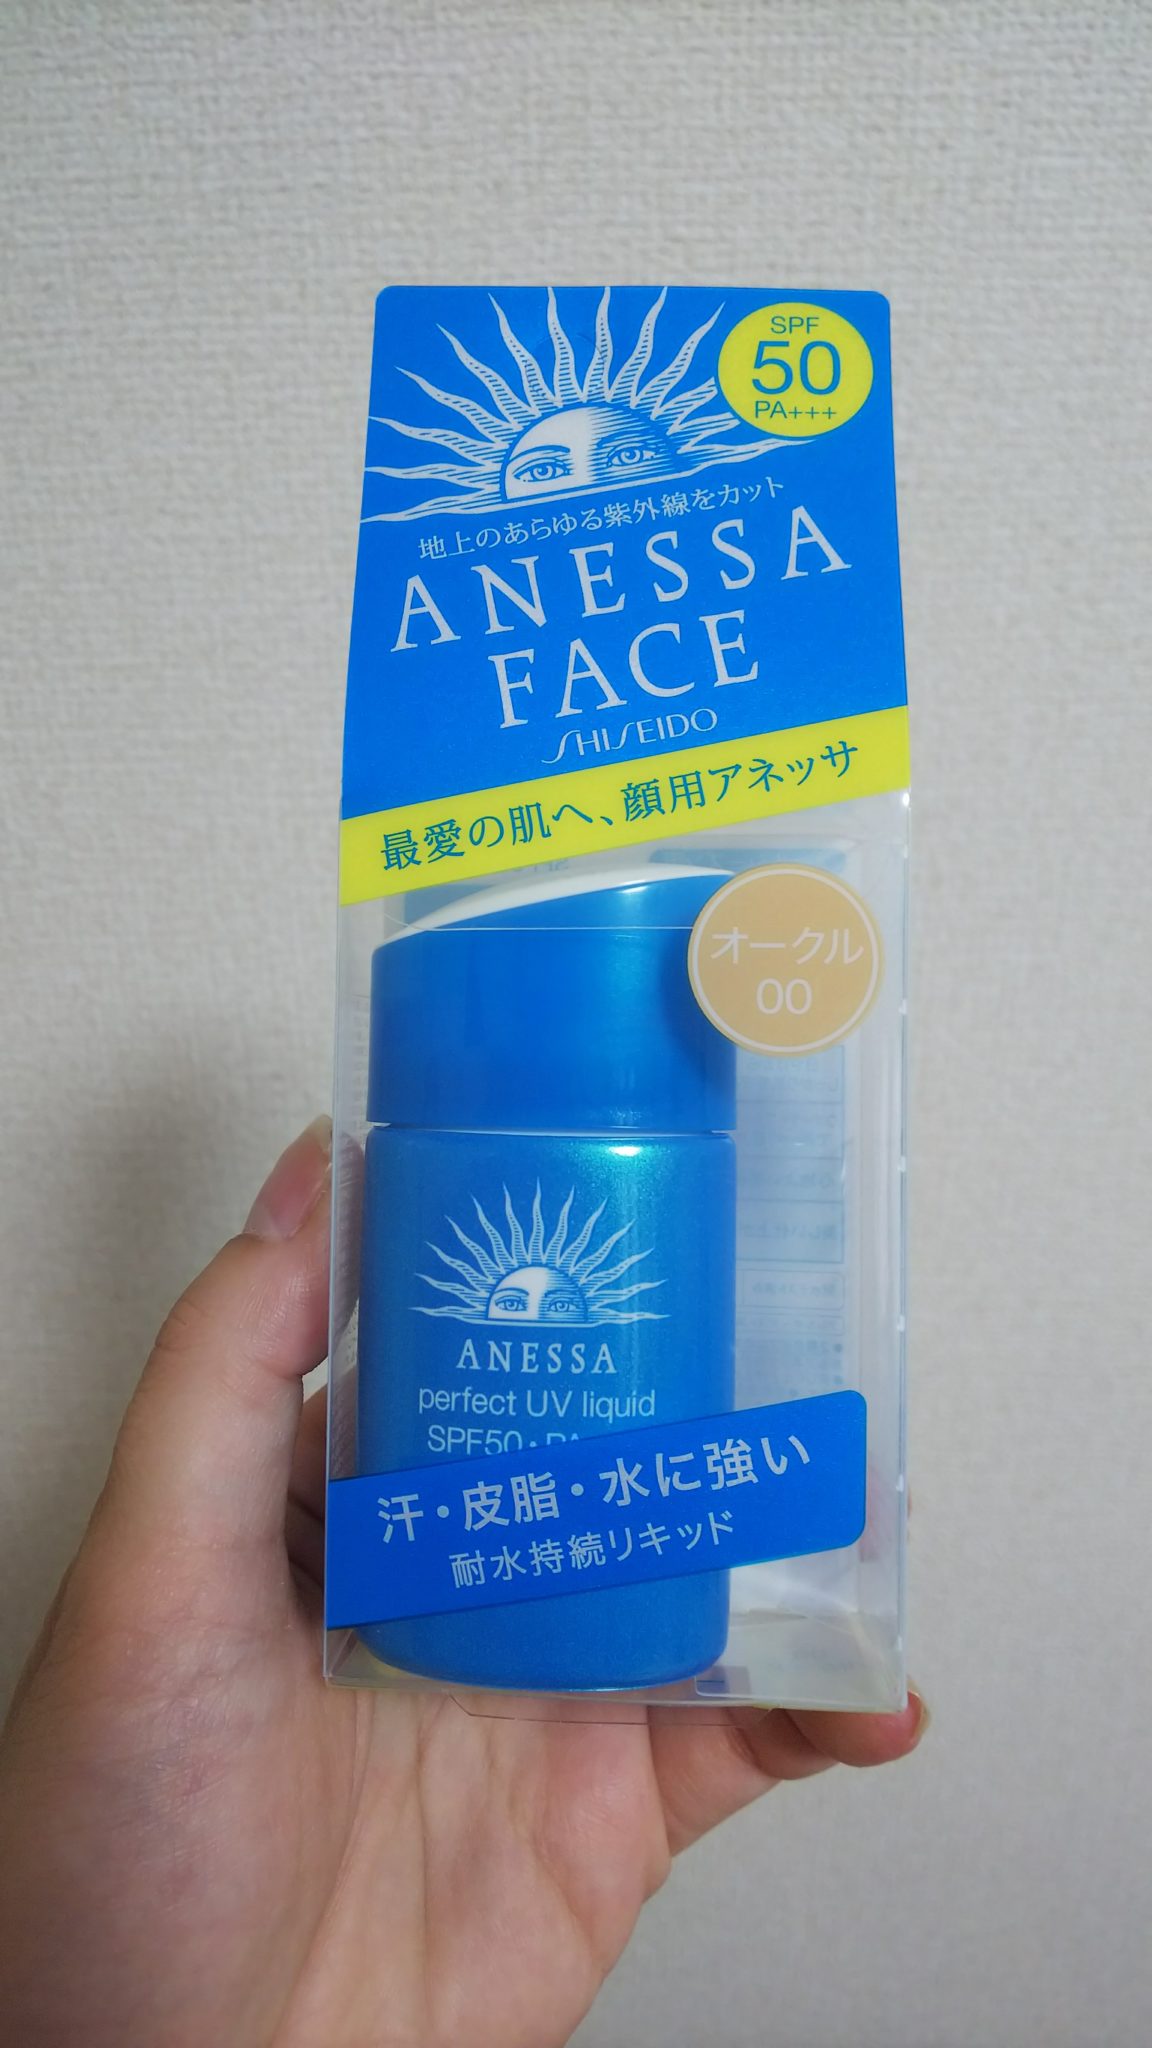 SPF
50
PA+++
地上のあらゆる紫外線をカット
ANESSA
FACE
SHISEIDO
最愛の肌へ、顔用アネッサ
オークル
00
ANESSA
perfect UV liquid
SPF50・PA
汗・皮脂・水に強い
耐水持続リキッド